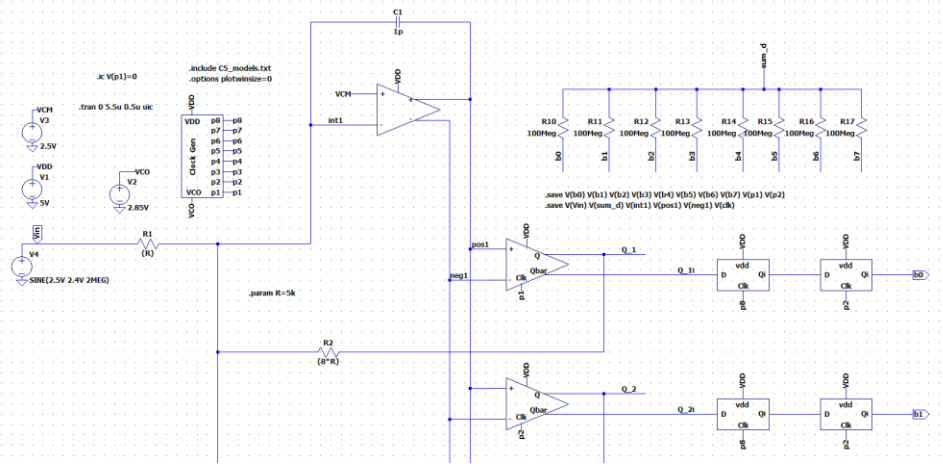 C1
1p
.include C5_models.txt
.options plotwinsize=0
.ic V(p1)=0
.tran 0 5.5u 0.5u uic
VDD
VCM
+
-
+
-
int1
VCM
V3
2.5V
VDD
V1
5V
VCO
V2
2.85V
VDD
VDD
Clock Gen
VCO
VCO
p8 p8
p7 p7
p6 p6
p5 p5
p4 p4
p3 p3
p2 p2
p1 p1
sum_d
R10
100Meg
b0
R11
100Meg
b1
R12
100Meg
b2
R13
100Meg
b3
R14
100Meg
b4
R15
100Meg
b5
R16
100Meg
b6
R17
100Meg
b7
.save V(b0) V(b1) V(b2) V(b3) V(b4) V(b5) V(b6) V(b7) V(p1) V(p2)
.save V(Vin) V(sum_d) V(int1) V(pos1) V(neg1) V(clk)
Vin
V4
SINE(2.5V 2.4V 2MEG)
R1
{R}
.param R=5k
R2
{8*R}
pos1
neg1
VDD
+
-
Q
Qbar
Clk
p1
Q_1
Q_1i
VDD
vdd
D Qi
Clk
p8
VDD
vdd
D Qi
Clk
p2
b0
VDD
+
-
Q
Qbar
Clk
p2
Q_2
Q_2i
VDD
vdd
D Qi
Clk
p8
VDD
vdd
D Qi
Clk
p2
b1